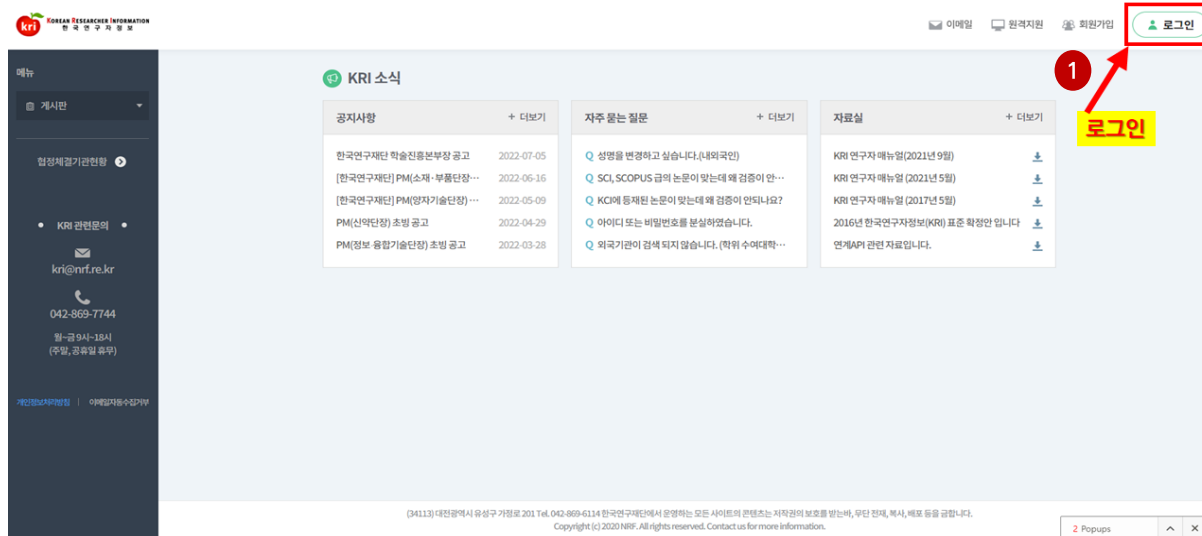 kri KOREAN RESEARCHER INFORMATION
한 국 연 구 자 정 보
이메일
원격지원
회원가입
로그인
1
로그인
메뉴
게시판
협정체결기관현황
KRI 관련문의
kri@nrf.re.kr
042-869-7744
월~금 9시~18시
(주말, 공휴일 휴무)
개인정보처리방침 | 이메일자동수집거부
KRI 소식
공지사항 + 더보기
한국연구재단 학술진흥본부장 공고 2022-07-05
[한국연구재단] PM(소재·부품단장… 2022-06-16
[한국연구재단] PM(양자기술단장) … 2022-05-09
PM(신약단장) 초빙 공고 2022-04-29
PM(정보·융합기술단장) 초빙 공고 2022-03-28
자주 묻는 질문 + 더보기
Q 성명을 변경하고 싶습니다.(내외국인)
Q SCI, SCOPUS 급의 논문이 맞는데 왜 검증이 안…
Q KCI에 등재된 논문이 맞는데 왜 검증이 안되나요?
Q 아이디 또는 비밀번호를 분실하였습니다.
Q 외국기관이 검색 되지 않습니다. (학위 수여대학…
자료실 + 더보기
KRI 연구자 매뉴얼(2021년 9월)
KRI 연구자 매뉴얼 (2021년 5월)
KRI 연구자 매뉴얼 (2017년 5월)
2016년 한국연구자정보(KRI) 표준 확정안 입니다
연계API 관련 자료입니다.
(34113) 대전광역시 유성구 가정로 201 Tel. 042-869-6114 한국연구재단에서 운영하는 모든 사이트의 콘텐츠는 저작권의 보호를 받는바, 무단 전재, 복사, 배포 등을 금합니다.
Copyright (c) 2020 NRF. All rights reserved. Contact us for more information.
2 Popups